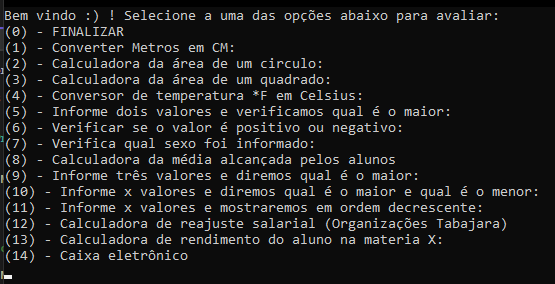 Bem vindo :) ! Selecione a uma das opções abaixo para avaliar:
(0) - FINALIZAR
(1) - Converter Metros em CM:
(2) - Calculadora da área de um circulo:
(3) - Calculadora da área de um quadrado:
(4) - Conversor de temperatura *F em Celsius:
(5) - Informe dois valores e verificamos qual é o maior:
(6) - Verificar se o valor é positivo ou negativo:
(7) - Verifica qual sexo foi informado:
(8) - Calculadora da média alcançada pelos alunos
(9) - Informe três valores e diremos qual é o maior:
(10) - Informe x valores e diremos qual é o maior e qual é o menor:
(11) - Informe x valores e mostraremos em ordem decrescente:
(12) - Calculadora de reajuste salarial (Organizações Tabajara)
(13) - Calculadora de rendimento do aluno na materia X:
(14) - Caixa eletrônico